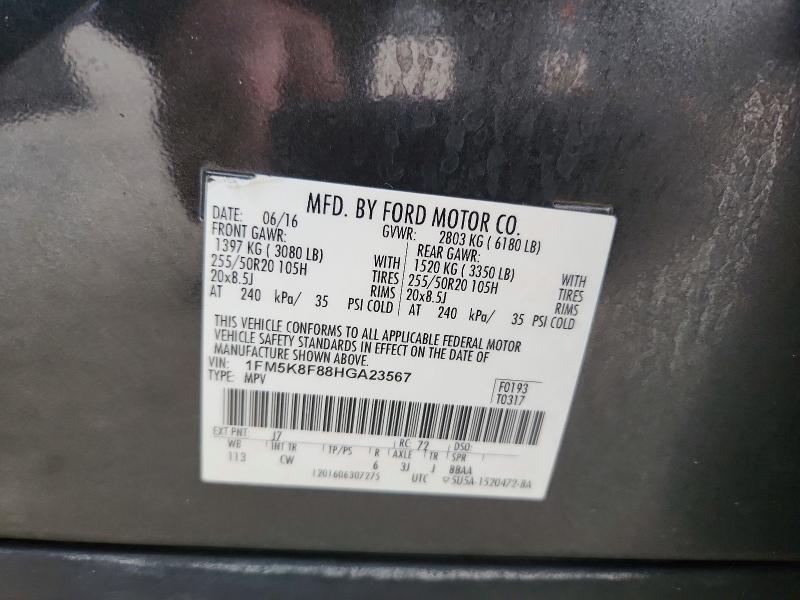 MFD. BY FORD MOTOR CO.
DATE: 06/16 GVWR: 2803 KG ( 6180 LB)
FRONT GAWR: REAR GAWR:
1397 KG ( 3080 LB) WITH 1520 KG ( 3350 LB) WITH
255/50R20 105H TIRES 255/50R20 105H TIRES
20x8.5J RIMS 20x8.5J RIMS
AT 240 kPa/ 35 PSI COLD AT 240 kPa/ 35 PSI COLD
THIS VEHICLE CONFORMS TO ALL APPLICABLE FEDERAL MOTOR
VEHICLE SAFETY STANDARDS IN EFFECT ON THE DATE OF
MANUFACTURE SHOWN ABOVE.
VIN: 1FM5K8F88HGA23567
TYPE: MPV
F0193
T0317
EXT PNT: J7 RC: 72 DSO:
WB INT TR TP/PS R AXLE TR SPR
113 CW 6 3J J BBAA
1201606307275 UTC SU5A-1520472-BA